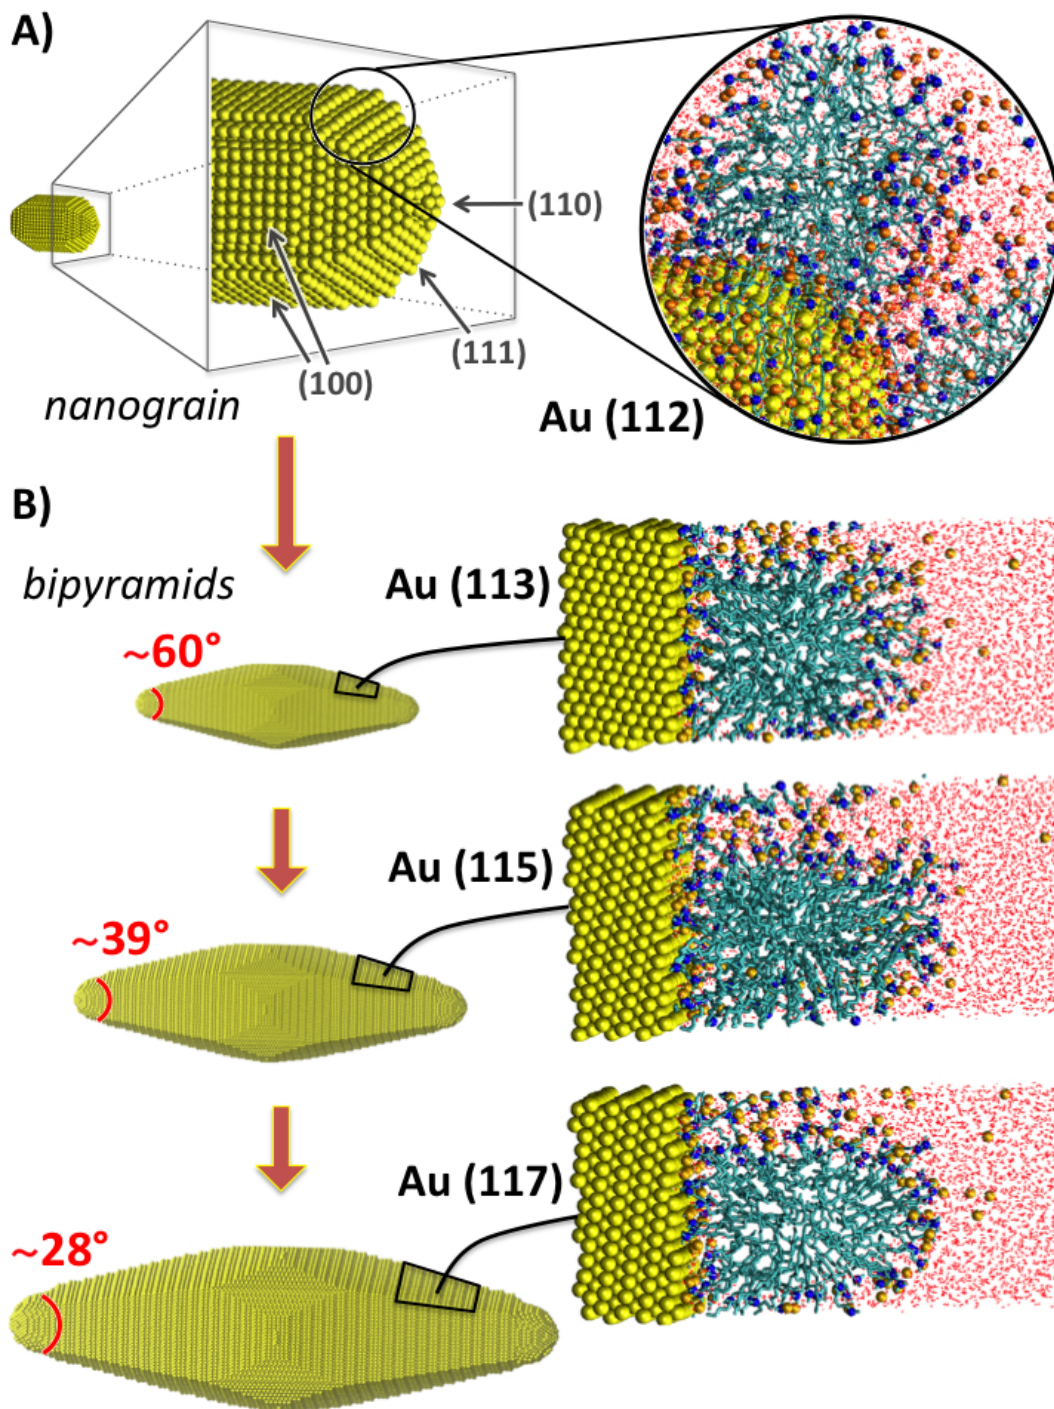 A)
(110)
(111)
(100)
nanograin
Au (112)
B)
bipyramids
Au (113)
~60°
Au (115)
~39°
Au (117)
~28°